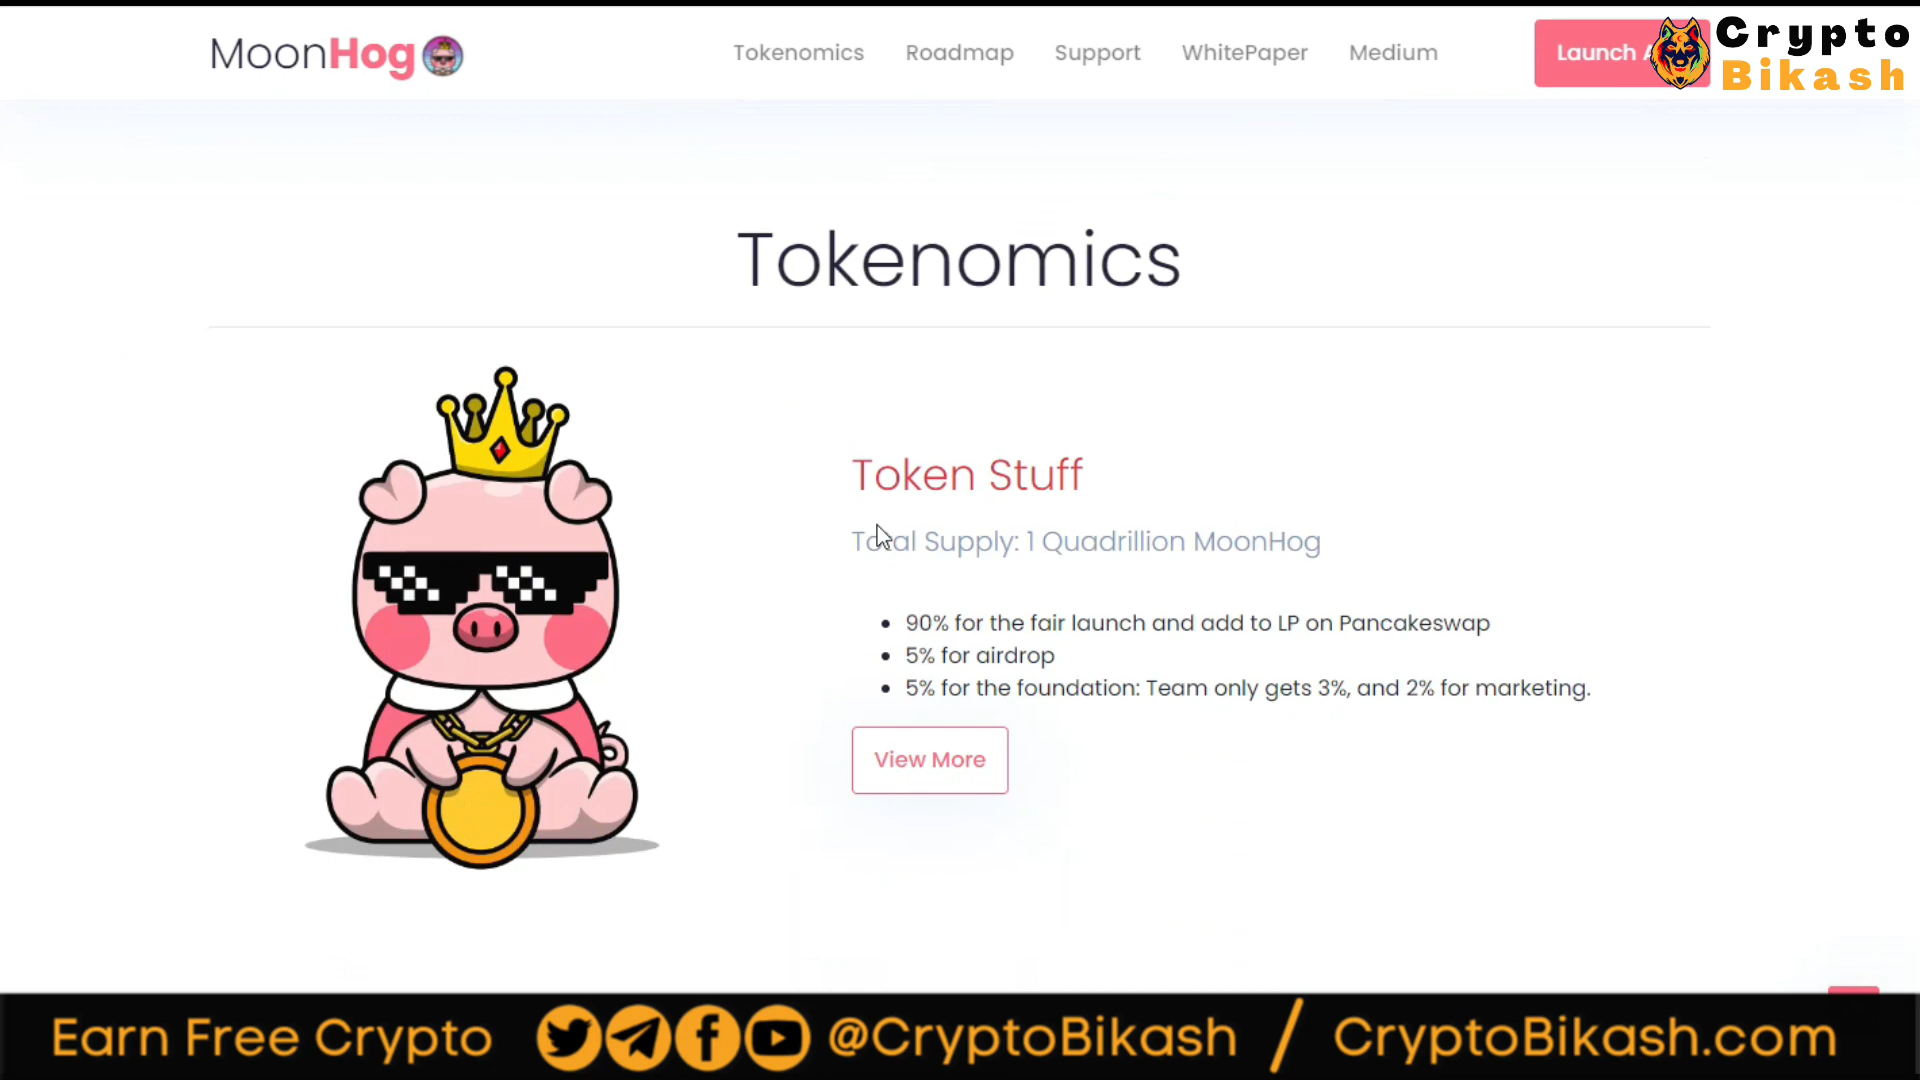 MoonHog
Tokenomics
Roadmap
Support
WhitePaper
Medium
Launch
Crypto
Bikash
Tokenomics
Token Stuff
Total Supply: 1 Quadrillion MoonHog
90% for the fair launch and add to LP on Pancakeswap
5% for airdrop
5% for the foundation: Team only gets 3%, and 2% for marketing.
View More
Earn Free Crypto @CryptoBikash / CryptoBikash.com